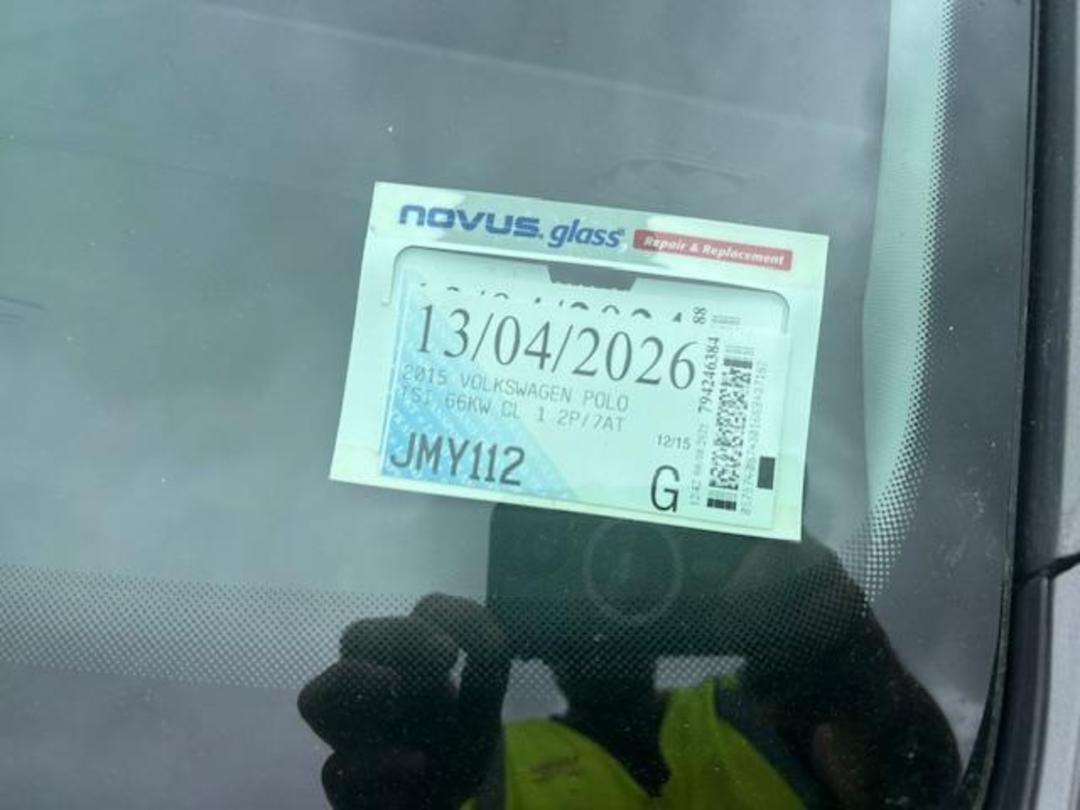 novus. glass
Repair & Replacement
13/04/2026
2015 VOLKSWAGEN POLO
TSI 66KW CL 1 2P/7AT
12/15
JMY112
G
794246384
88